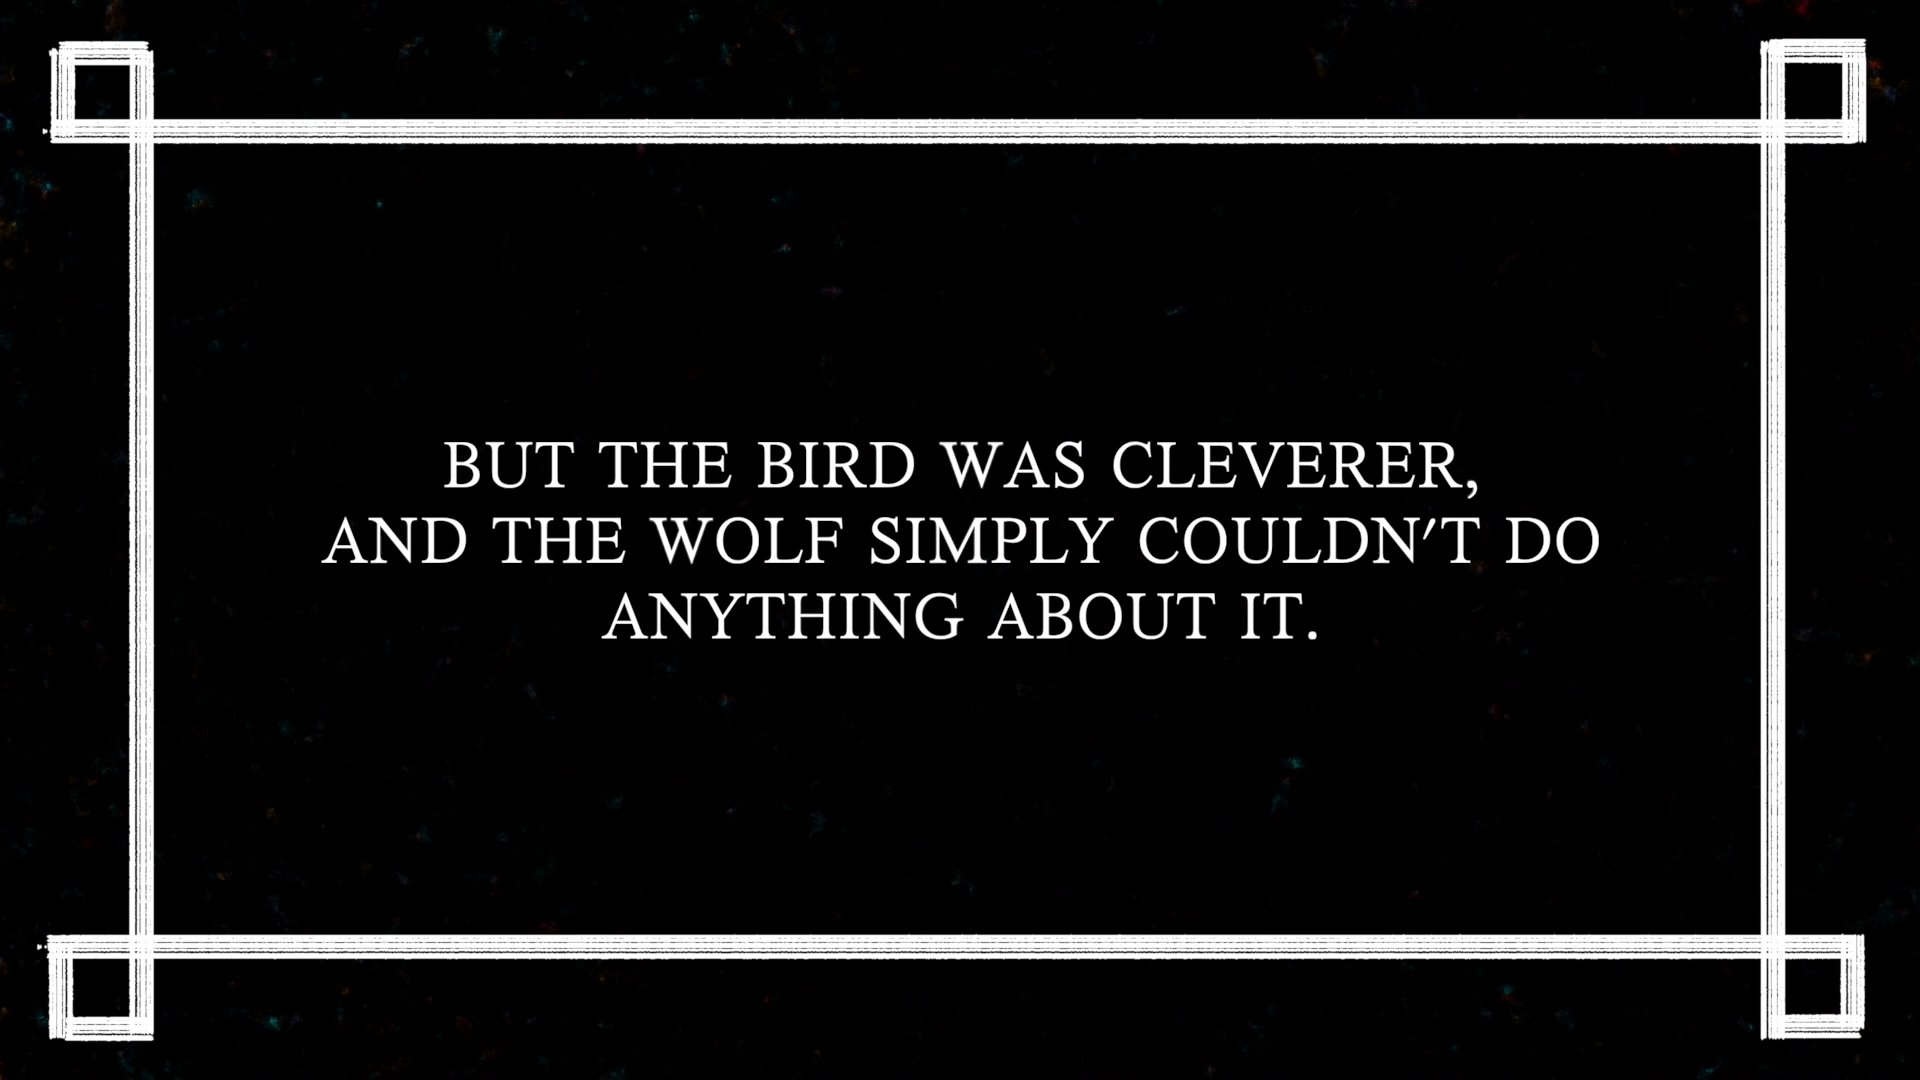 BUT THE BIRD WAS CLEVERER,
AND THE WOLF SIMPLY COULDN'T DO
ANYTHING ABOUT IT.